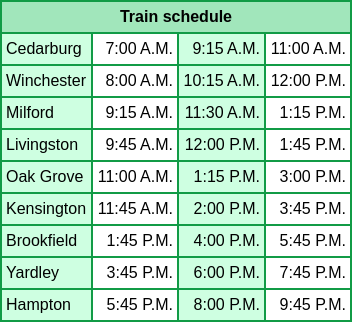 Train schedule
Cedarburg 7:00 A.M. 9:15 A.M. 11:00 A.M.
Winchester 8:00 A.M. 10:15 A.M. 12:00 P.M.
Milford 9:15 A.M. 11:30 A.M. 1:15 P.M.
Livingston 9:45 A.M. 12:00 P.M. 1:45 P.M.
Oak Grove 11:00 A.M. 1:15 P.M. 3:00 P.M.
Kensington 11:45 A.M. 2:00 P.M. 3:45 P.M.
Brookfield 1:45 P.M. 4:00 P.M. 5:45 P.M.
Yardley 3:45 P.M. 6:00 P.M. 7:45 P.M.
Hampton 5:45 P.M. 8:00 P.M. 9:45 P.M.